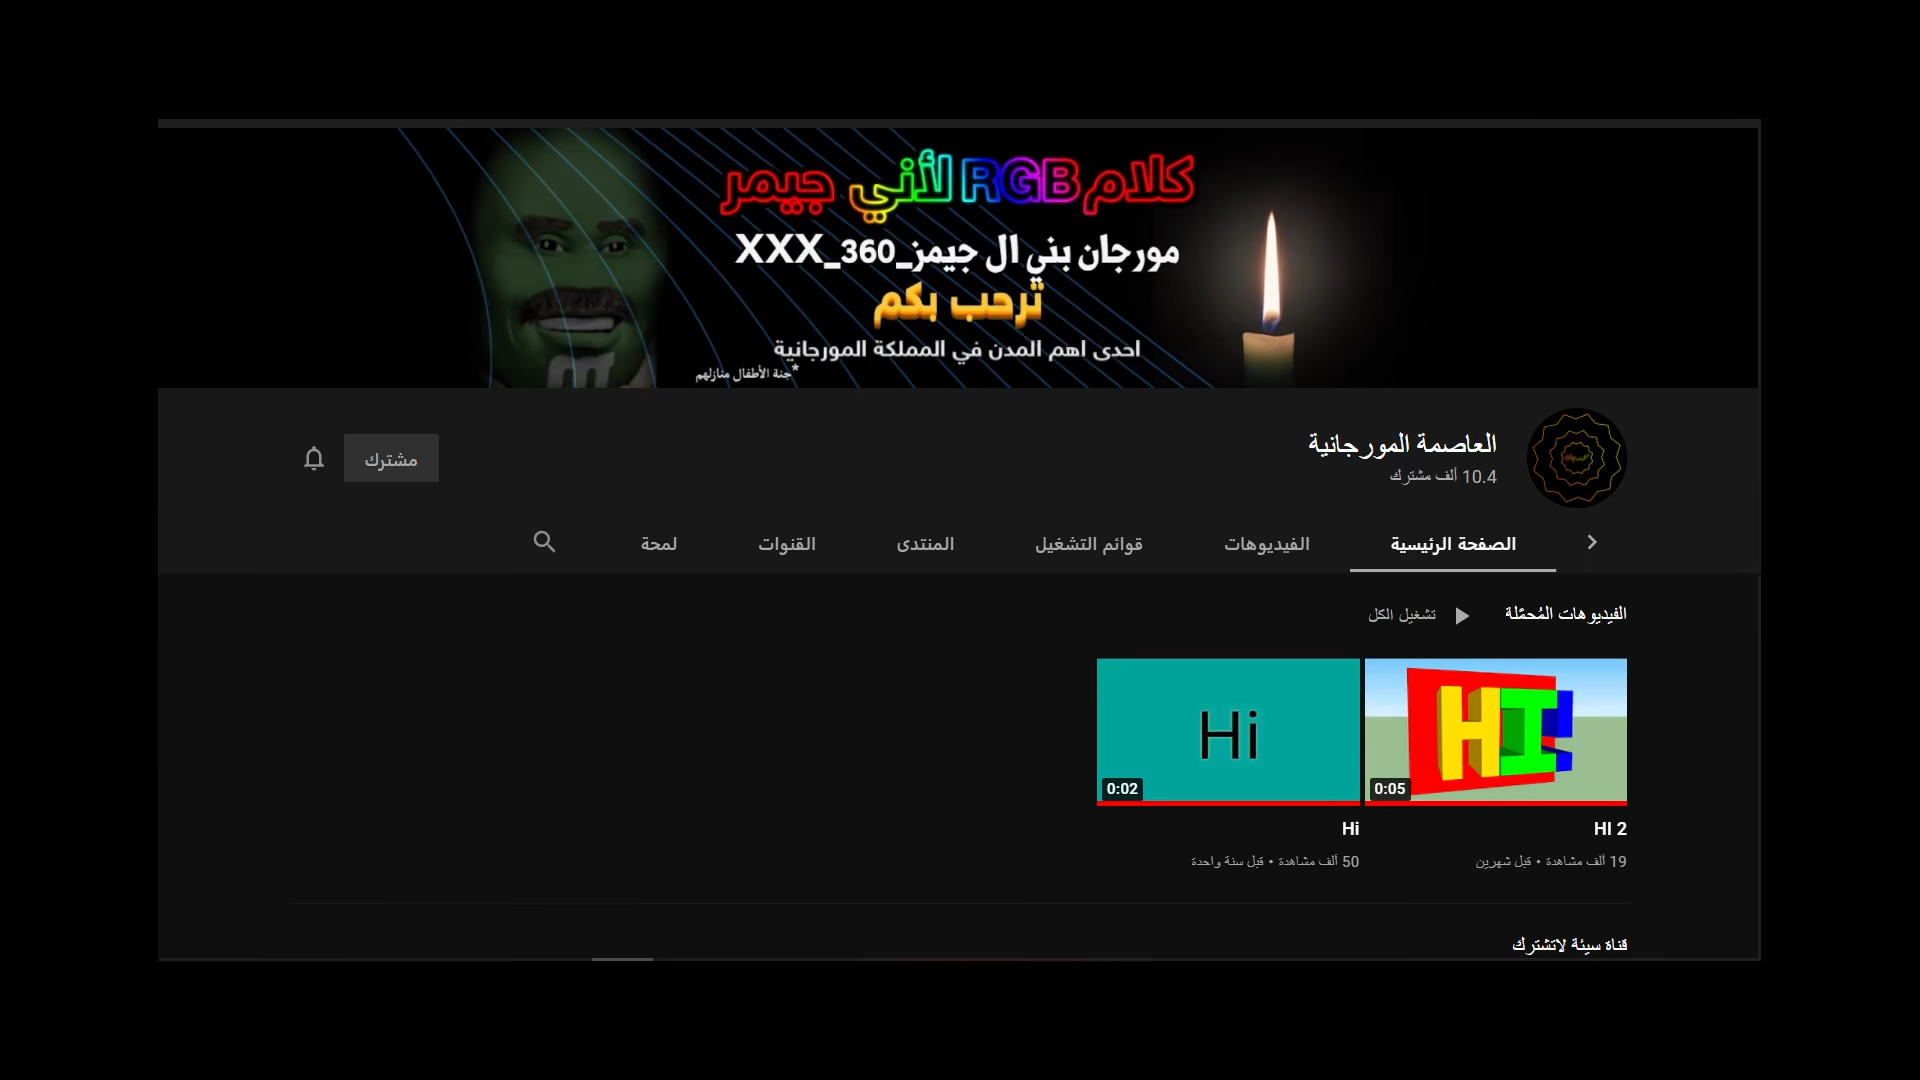 كلام RGB لأني جيمر
مورجان بني ال جيمز_360_XXX
ترحب بكم
احدى اهم المدن في المملكة المورجانية
*جنة الأطفال منازلهم
العاصمة المورجانية
10.4 ألف مشترك
مشترك
الصفحة الرئيسية
الفيديوهات
قوائم التشغيل
المنتدى
القنوات
لمحة
الفيديوهات المُحمَّلة
تشغيل الكل
HI!
0:05
HI 2
19 ألف مشاهدة • قبل شهرين
Hi
0:02
Hi
50 ألف مشاهدة • قبل سنة واحدة
قناة سيئة لاتشترك